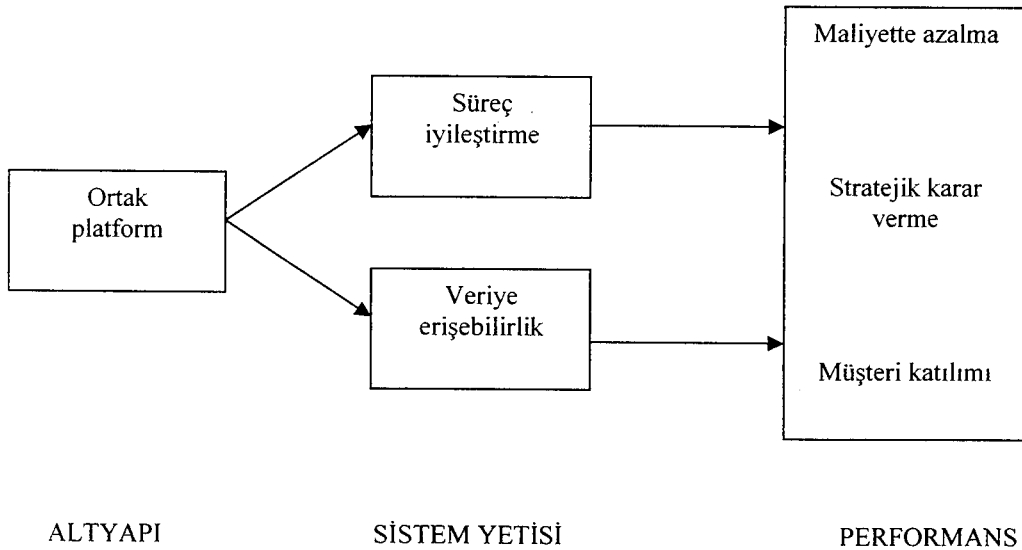 Maliyette azalma
Süreç
iyileştirme
Ortak
platform
Stratejik karar
verme
Veriye
erişebilirlik
Müşteri katılımı
ALTYAPI
SİSTEM YETİSİ
PERFORMANS